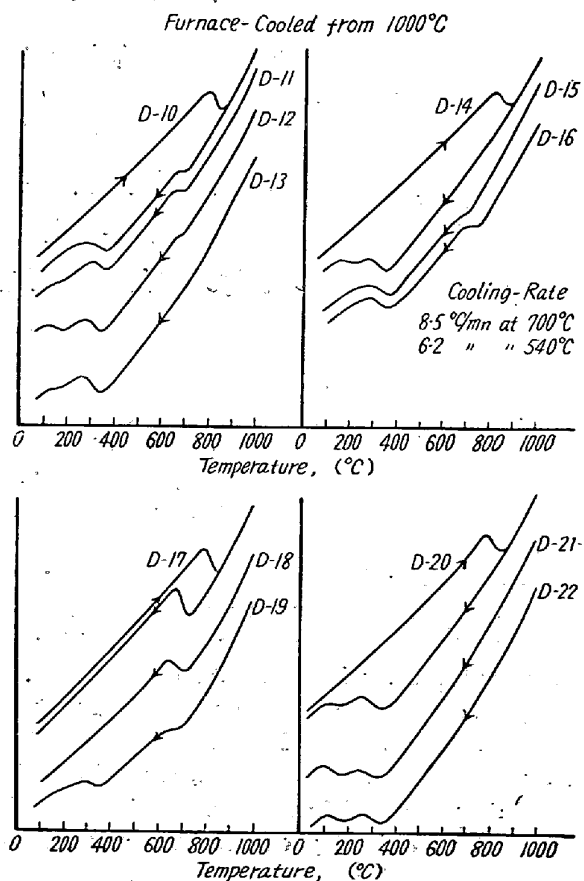 Furnace-Cooled from 1000°C
D-10
D-11
D-12
D-13
D-14
D-15
D-16
Cooling-Rate
8.5 °C/mn at 700°C
6.2 " " 540°C
0 200 400 600 800 1000
0 200 400 600 800 1000
Temperature, (°C)
D-17
D-18
D-19
D-20
D-21
D-22
0 200 400 600 800 1000
0 200 400 600 800 1000
Temperature, (°C)